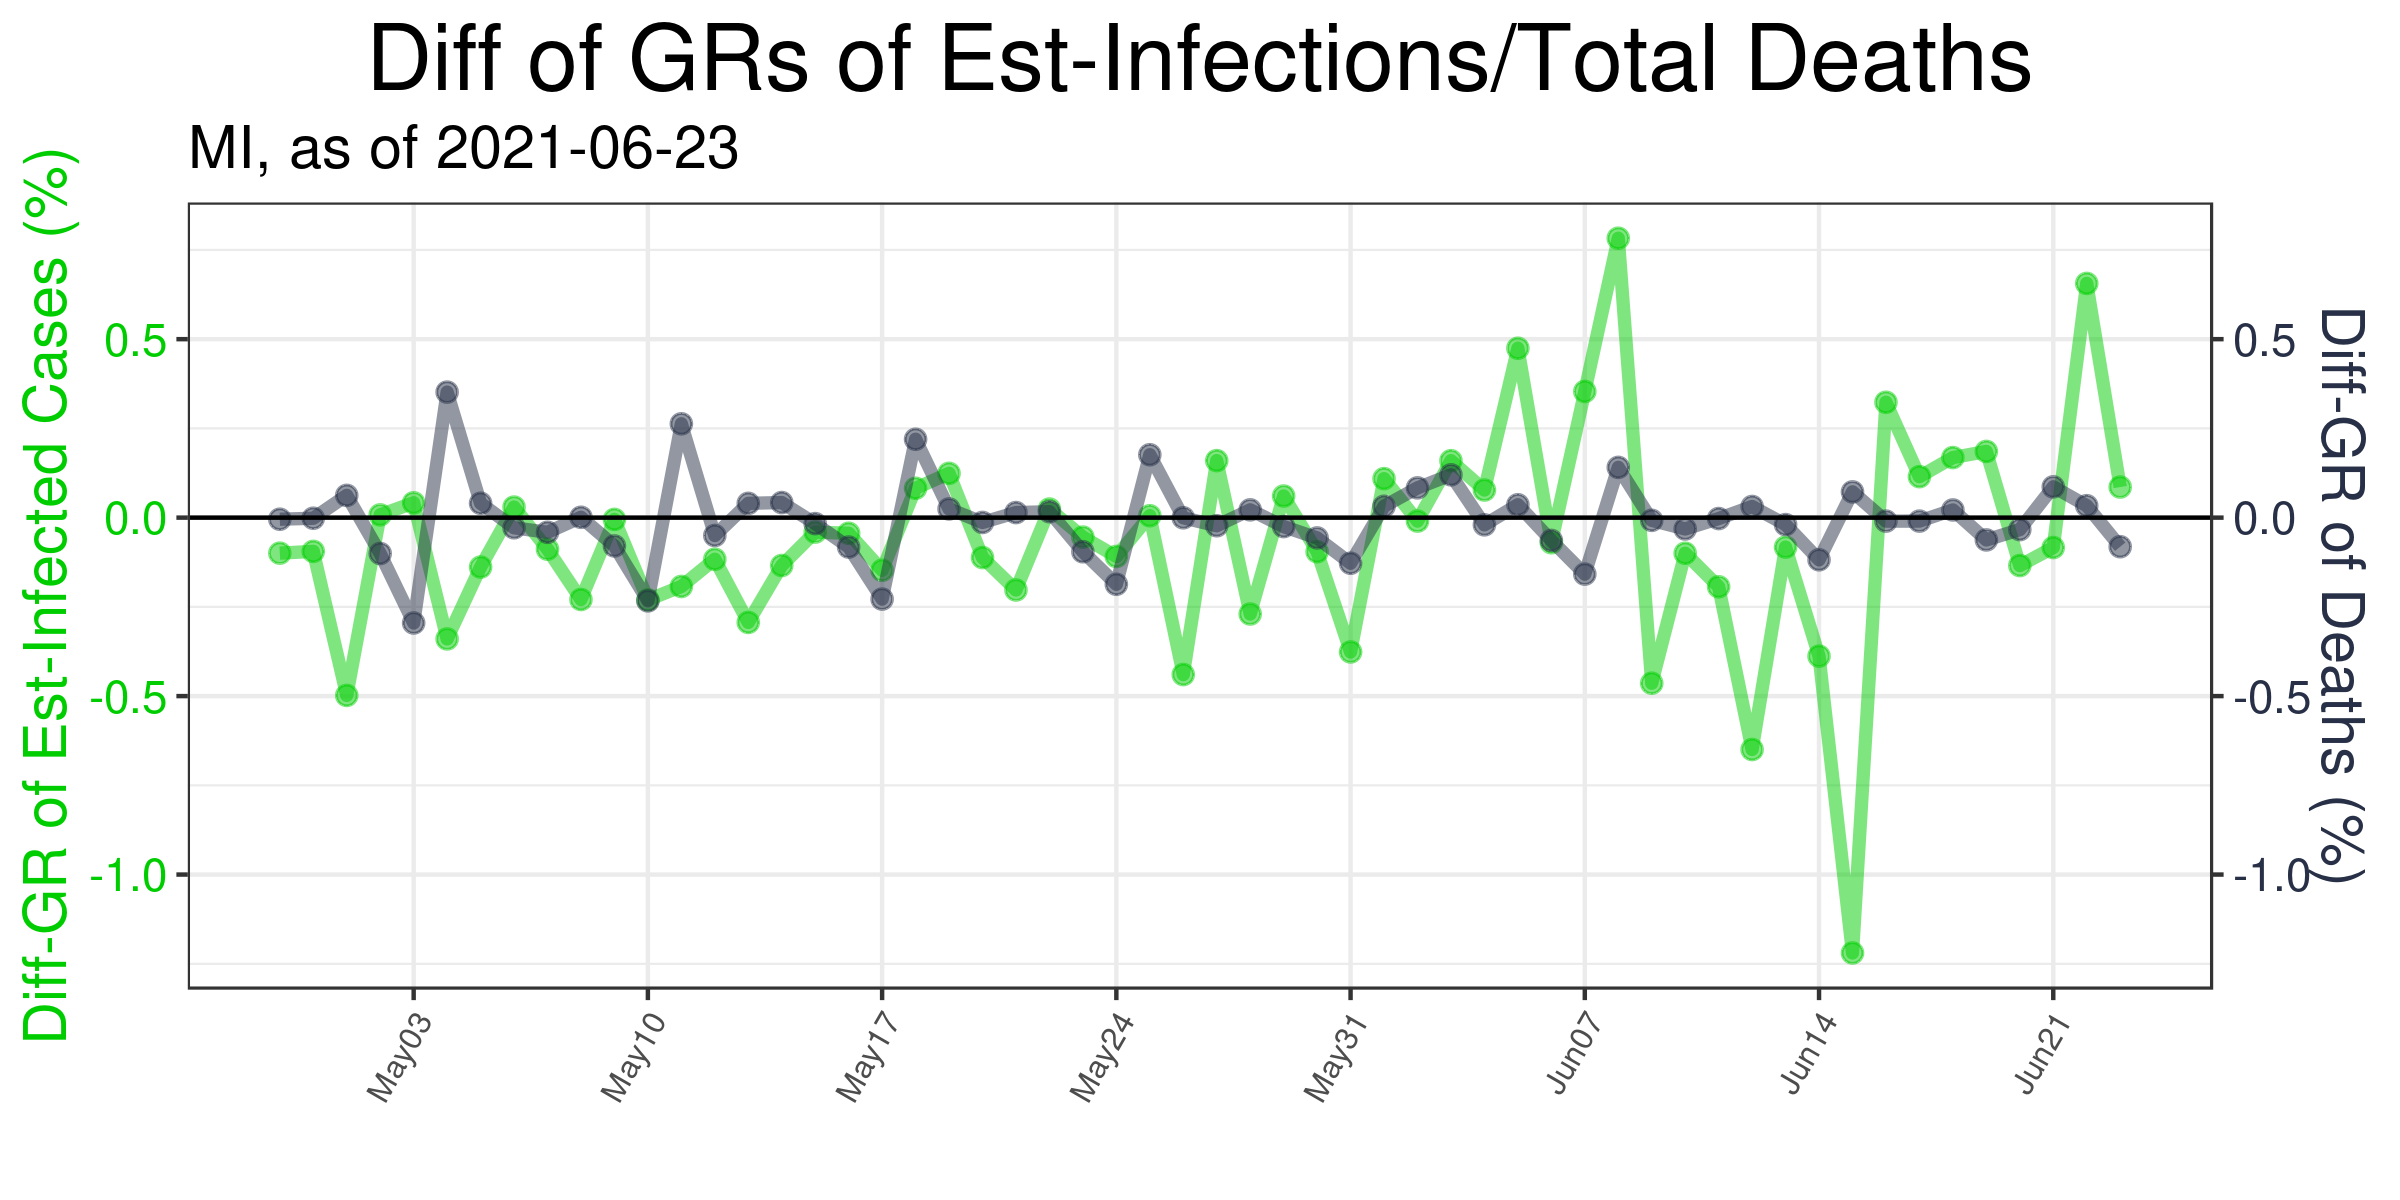 Diff of GRs of Est-Infections/Total Deaths
MI, as of 2021-06-23
Diff-GR of Est-Infected Cases (%)
0.5
0.0
-0.5
-1.0
0.5
0.0
-0.5
-1.0
Diff-GR of Deaths (%)
May03
May10
May17
May24
May31
Jun07
Jun14
Jun21